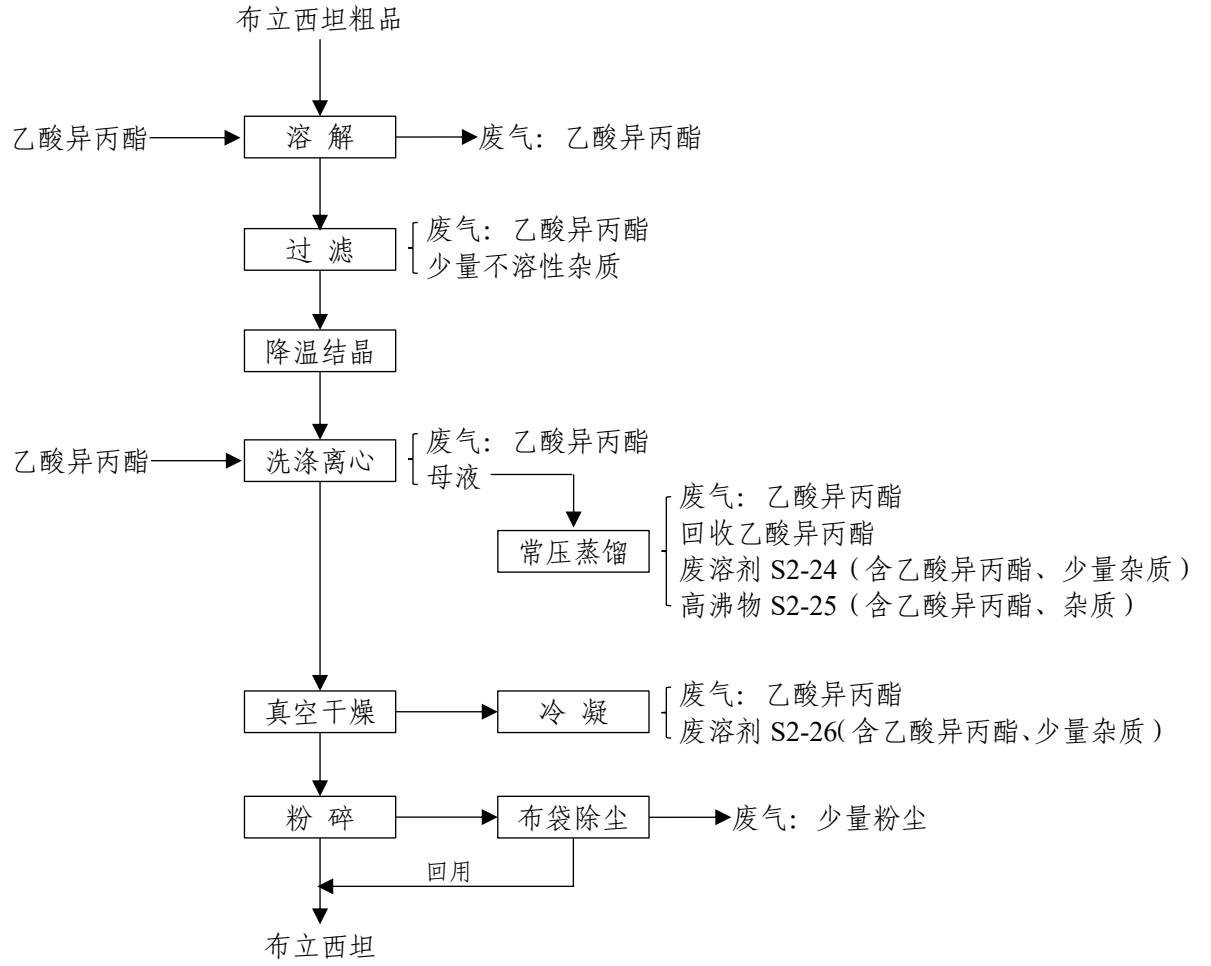 布立西坦粗品
乙酸异丙酯
溶 解
废气：乙酸异丙酯
过 滤
废气：乙酸异丙酯
少量不溶性杂质
降温结晶
乙酸异丙酯
洗涤离心
废气：乙酸异丙酯
母液
常压蒸馏
废气：乙酸异丙酯
回收乙酸异丙酯
废溶剂 S2-24（含乙酸异丙酯、少量杂质）
高沸物 S2-25（含乙酸异丙酯、杂质）
真空干燥
冷 凝
废气：乙酸异丙酯
废溶剂 S2-26（含乙酸异丙酯、少量杂质）
粉 碎
布袋除尘
废气：少量粉尘
回用
布立西坦